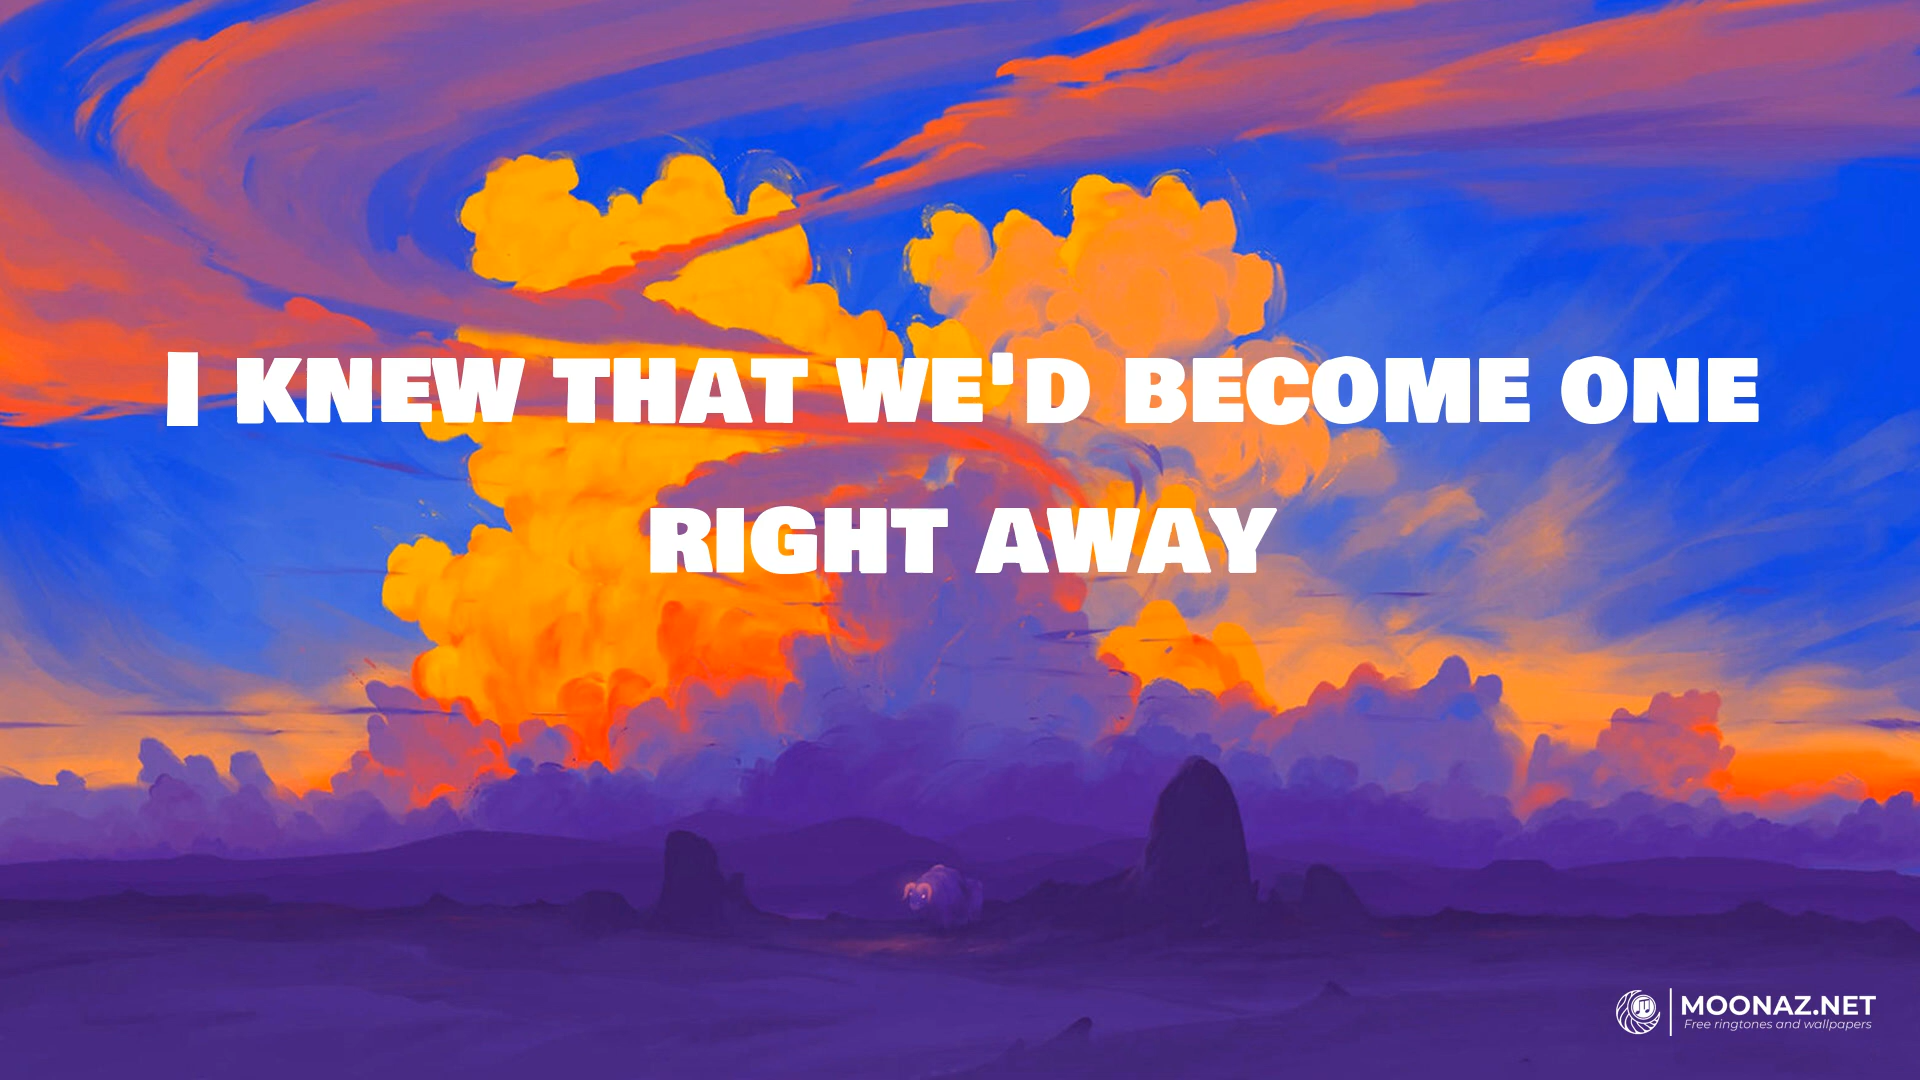 I KNEW THAT WE'D BECOME ONE
RIGHT AWAY
MOONAZ.NET
Free ringtones and wallpapers